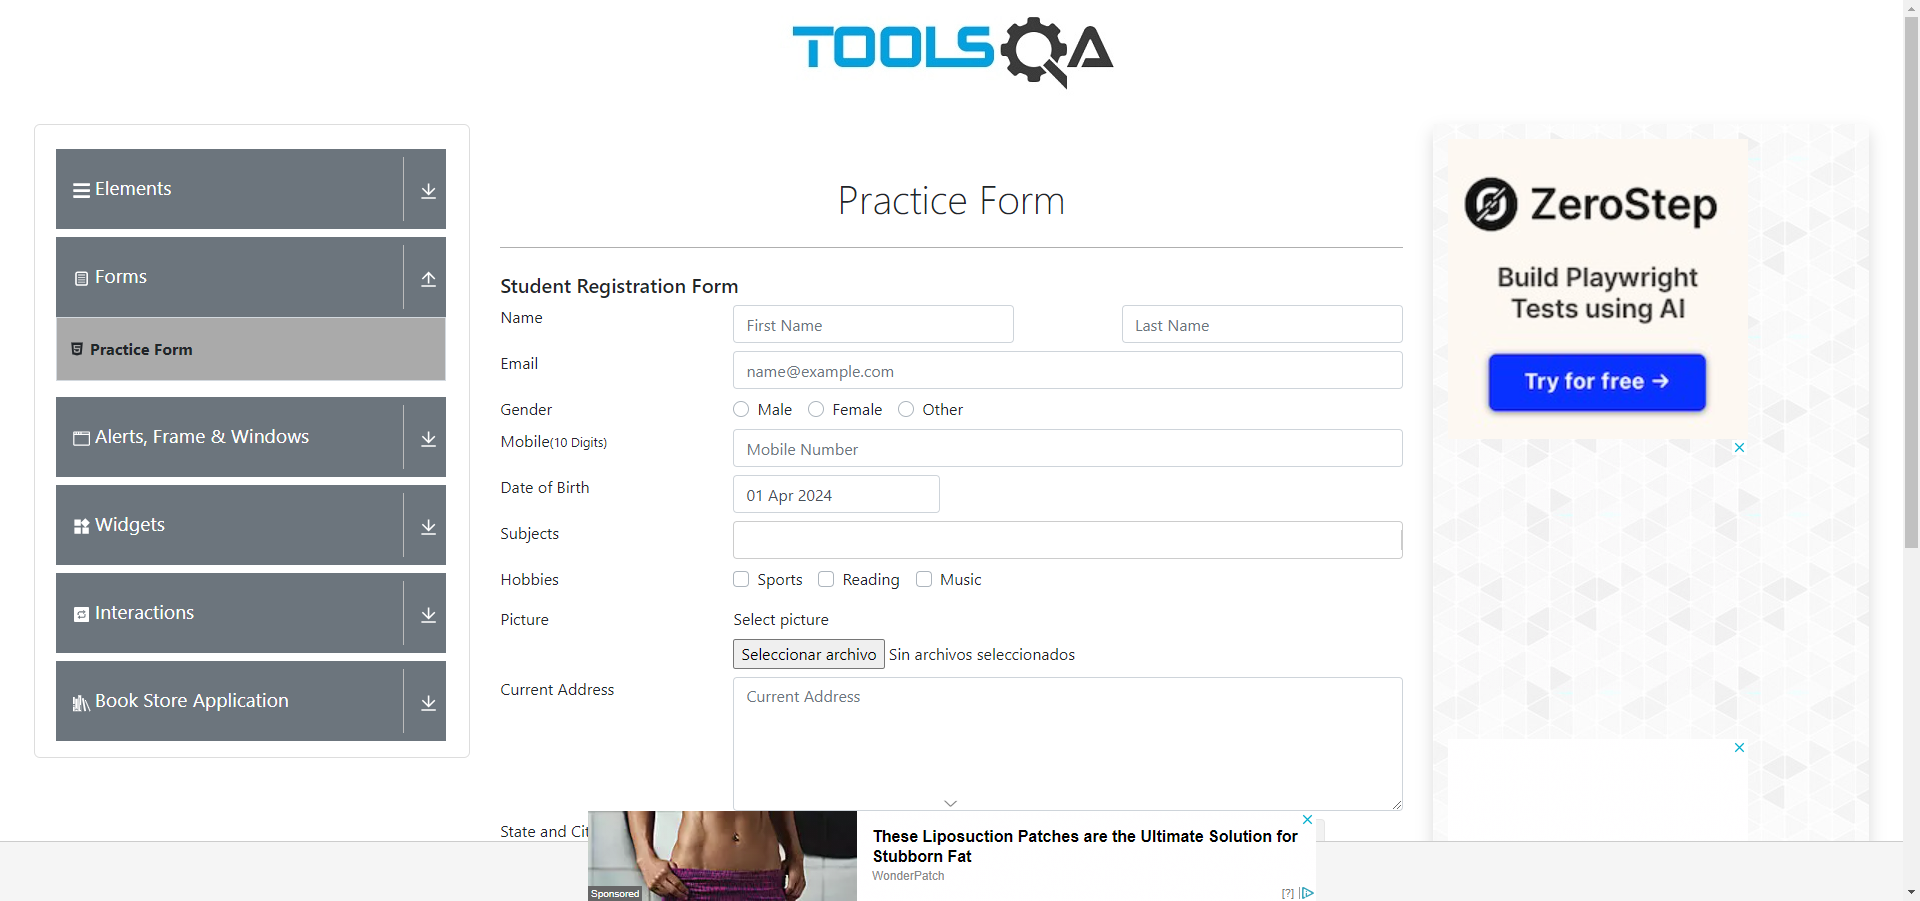 TOOLSQA
Elements
Forms
Practice Form
Alerts, Frame & Windows
Widgets
Interactions
Book Store Application
Practice Form
Student Registration Form
Name
First Name
Last Name
Email
name@example.com
Gender
Male
Female
Other
Mobile(10 Digits)
Mobile Number
Date of Birth
01 Apr 2024
Subjects
Hobbies
Sports
Reading
Music
Picture
Select picture
Seleccionar archivo
Sin archivos seleccionados
Current Address
Current Address
State and Cit
ZeroStep
Build Playwright
Tests using AI
Try for free →
Sponsored
These Liposuction Patches are the Ultimate Solution for
Stubborn Fat
WonderPatch
[?]